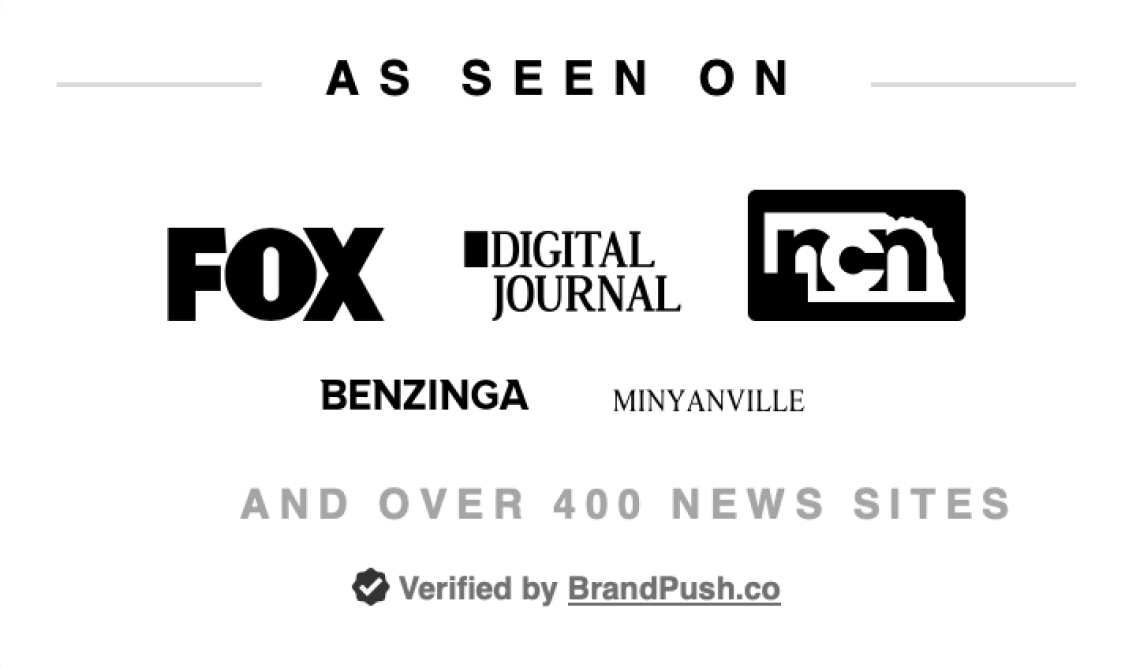 AS SEEN ON
FOX
DIGITAL
JOURNAL
ncn
BENZINGA
MINYANVILLE
AND OVER 400 NEWS SITES
Verified by BrandPush.co